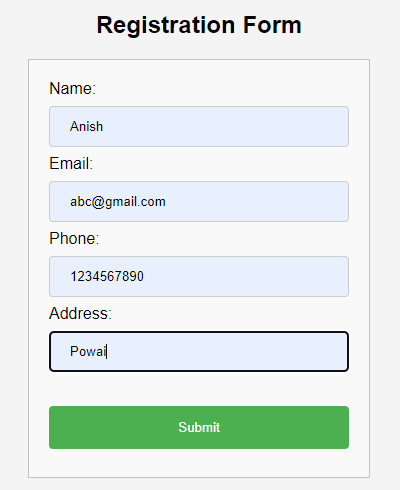 Registration Form
Name:
Anish
Email:
abc@gmail.com
Phone:
1234567890
Address:
Powai
Submit